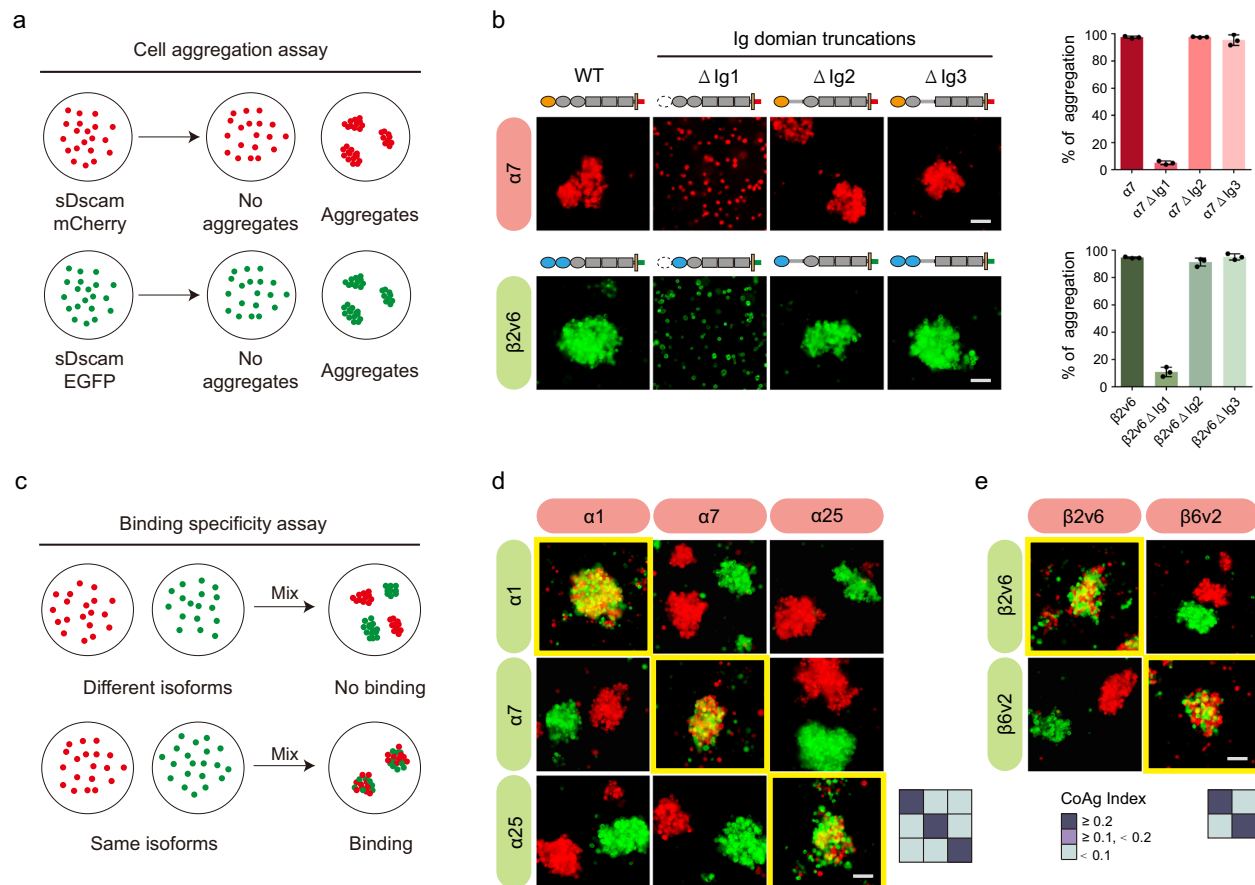 a
Cell aggregation assay
sDscam
mCherry
No
aggregates
Aggregates
sDscam
EGFP
No
aggregates
Aggregates
b
Ig domian truncations
WT
Δ Ig1
Δ Ig2
Δ Ig3
α7
β2v6
% of aggregation
100
80
60
40
20
0
α7
α7 Δ Ig1
α7 Δ Ig2
α7 Δ Ig3
% of aggregation
100
80
60
40
20
0
β2v6
β2v6 Δ Ig1
β2v6 Δ Ig2
β2v6 Δ Ig3
c
Binding specificity assay
Mix
Different isoforms
No binding
Mix
Same isoforms
Binding
d
α1
α7
α25
α1
α7
α25
e
β2v6
β6v2
β2v6
β6v2
CoAg Index
≥ 0.2
≥ 0.1, < 0.2
< 0.1